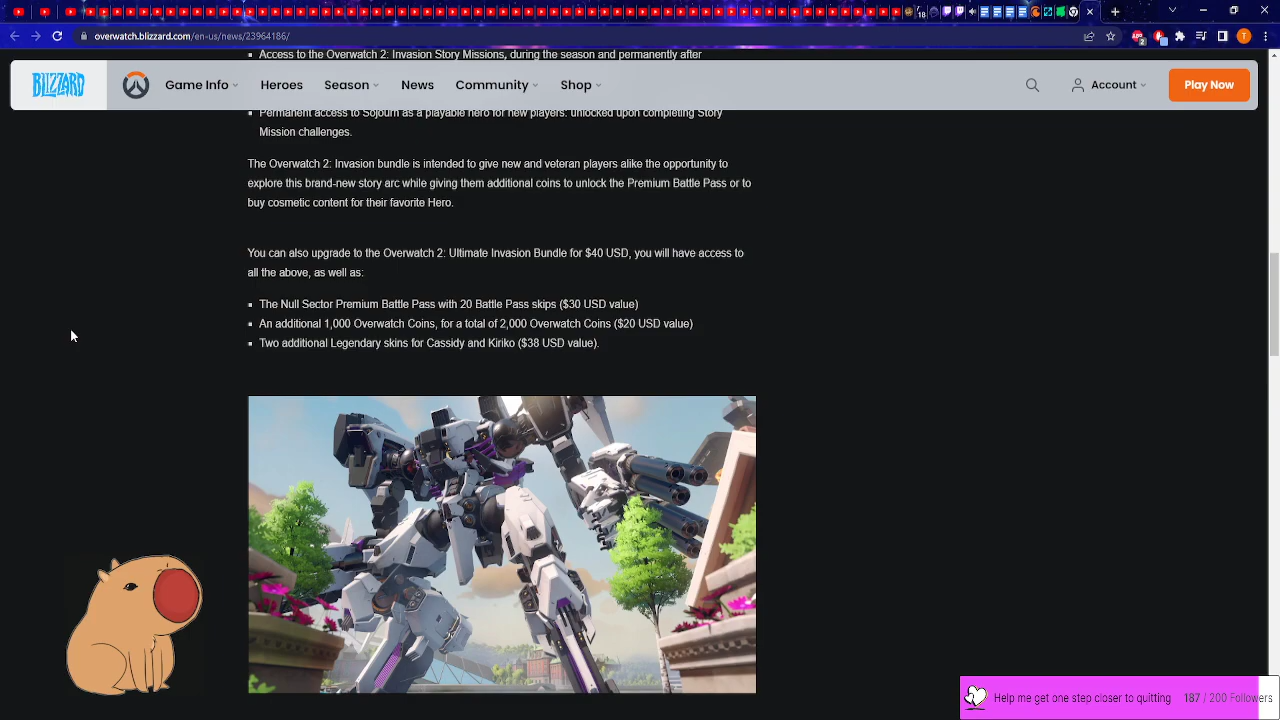 18
overwatch.blizzard.com/en-us/news/23964186/
2
T
Access to the Overwatch 2: Invasion Story Missions, during the season and permanently after
BLIZZARD
Game Info
Heroes
Season
News
Community
Shop
Account
Play Now
Permanent access to Sojourn as a playable hero for new players: unlocked upon completing Story
Mission challenges.
The Overwatch 2: Invasion bundle is intended to give new and veteran players alike the opportunity to
explore this brand-new story arc while giving them additional coins to unlock the Premium Battle Pass or to
buy cosmetic content for their favorite Hero.
You can also upgrade to the Overwatch 2: Ultimate Invasion Bundle for $40 USD, you will have access to
all the above, as well as:
The Null Sector Premium Battle Pass with 20 Battle Pass skips ($30 USD value)
An additional 1,000 Overwatch Coins, for a total of 2,000 Overwatch Coins ($20 USD value)
Two additional Legendary skins for Cassidy and Kiriko ($38 USD value).
Help me get one step closer to quitting 187 / 200 Followers